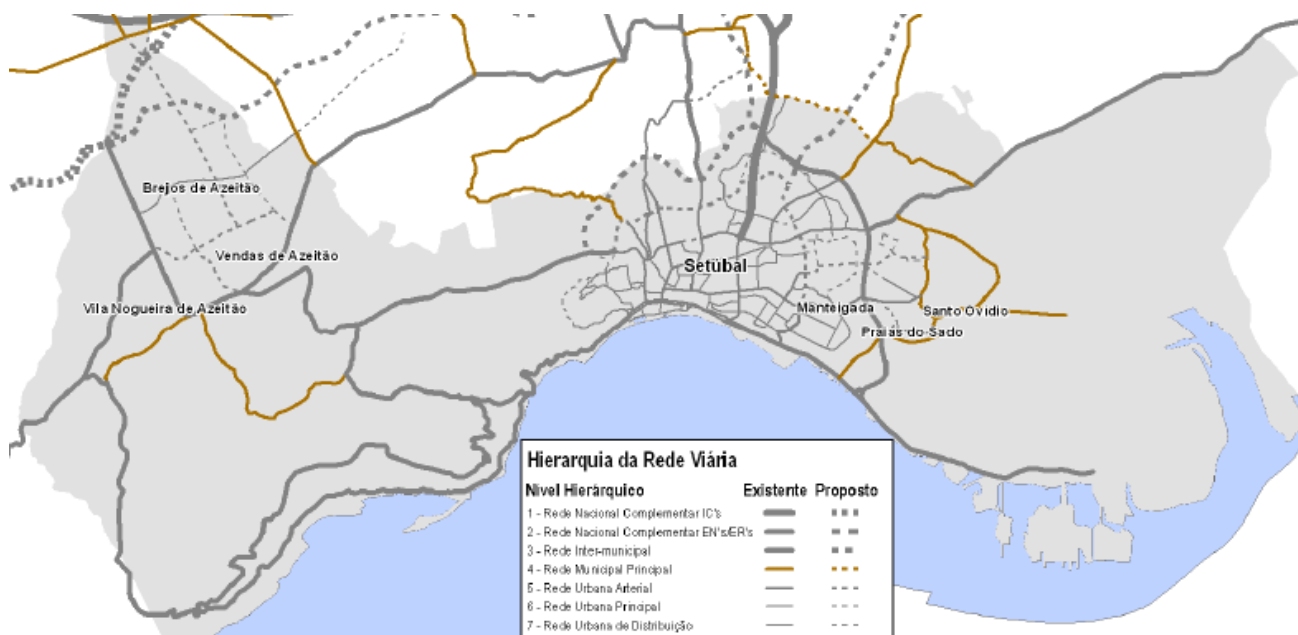 Brejos de Azeitão
Vendas de Azeitão
Setúbal
Vila Nogueira de Azeitão
Manteigada
Santo Ovídio
Praias do Sado
Hierarquia da Rede Viária
Nível Hierárquico Existente Proposto
1 - Rede Nacional Complementar IC's
2 - Rede Nacional Complementar EN's/ER's
3 - Rede Inter-municipal
4 - Rede Municipal Principal
5 - Rede Urbana Arterial
6 - Rede Urbana Principal
7 - Rede Urbana de Distribuição